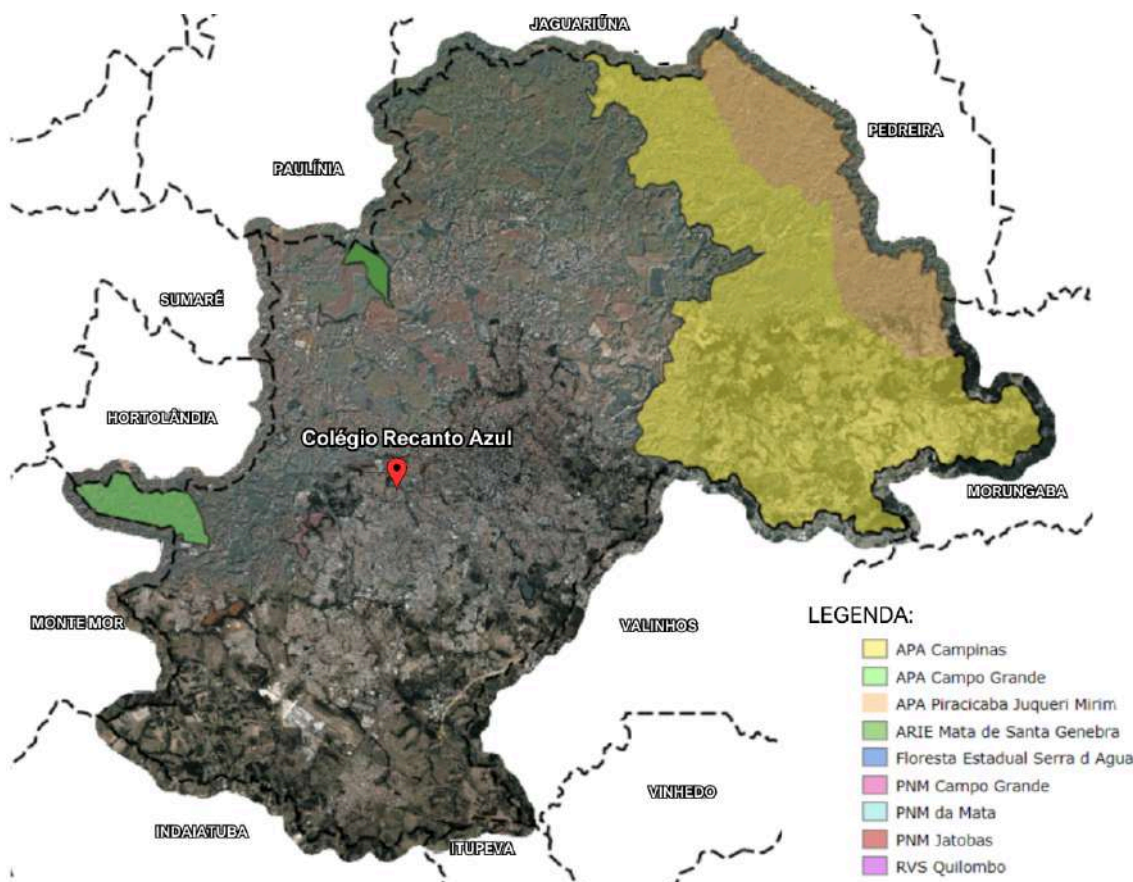 JAGUARIÚNA
PEDREIRA
PAULÍNIA
SUMARÉ
HORTOLÂNDIA
Colégio Recanto Azul
MORUNGABA
MONTE MOR
VALINHOS
VINHEDO
INDAIATUBA
ITUPEVA
LEGENDA:
APA Campinas
APA Campo Grande
APA Piracicaba Juqueri Mirim
ARIE Mata de Santa Genebra
Floresta Estadual Serra d Agua
PNM Campo Grande
PNM da Mata
PNM Jatobas
RVS Quilombo